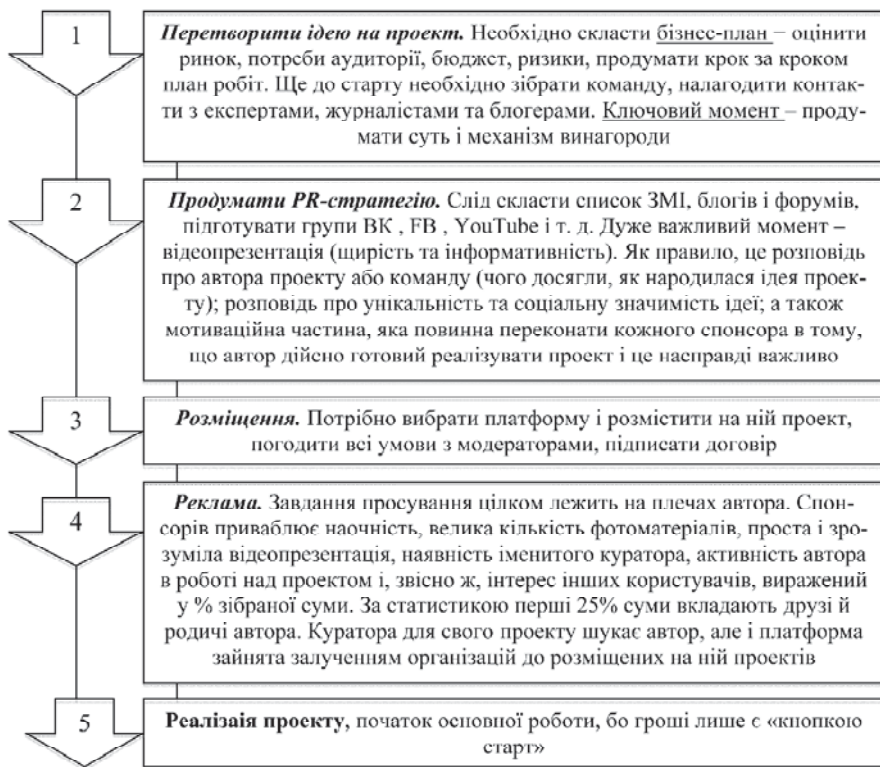 1
Перетворити ідею на проект. Необхідно скласти бізнес-план – оцінити
ринок, потреби аудиторії, бюджет, ризики, продумати крок за кроком
план робіт. Ще до старту необхідно зібрати команду, налагодити контак-
ти з експертами, журналістами та блогерами. Ключовий момент – проду-
мати суть і механізм винагороди
2
Продумати PR-стратегію. Слід скласти список ЗМІ, блогів і форумів,
підготувати групи ВК , FB , YouTube і т. д. Дуже важливий момент –
відеопрезентація (щирість та інформативність). Як правило, це розповідь
про автора проекту або команду (чого досягли, як народилася ідея проек-
ту); розповідь про унікальність та соціальну значимість ідеї; а також
мотиваційна частина, яка повинна переконати кожного спонсора в тому,
що автор дійсно готовий реалізувати проект і це насправді важливо
3
Розміщення. Потрібно вибрати платформу і розмістити на ній проект,
погодити всі умови з модераторами, підписати договір
4
Реклама. Завдання просування цілком лежить на плечах автора. Спон-
сорів приваблює наочність, велика кількість фотоматеріалів, проста і зро-
зуміла відеопрезентація, наявність іменитого куратора, активність автора
в роботі над проектом і, звісно ж, інтерес інших користувачів, виражений
у % зібраної суми. За статистикою перші 25% суми вкладають друзі й
родичі автора. Куратора для свого проекту шукає автор, але і платформа
зайнята залученням організацій до розміщених на ній проектів
5
Реалізаія проекту, початок основної роботи, бо гроші лише є «кнопкою
старт»